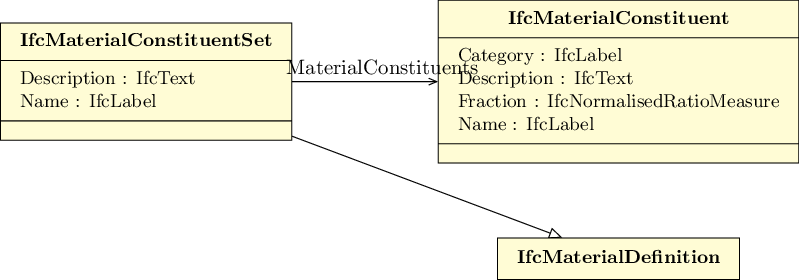 IfcMaterialConstituentSet
Description : IfcText
Name : IfcLabel
MaterialConstituents
IfcMaterialConstituent
Category : IfcLabel
Description : IfcText
Fraction : IfcNormalisedRatioMeasure
Name : IfcLabel
IfcMaterialDefinition